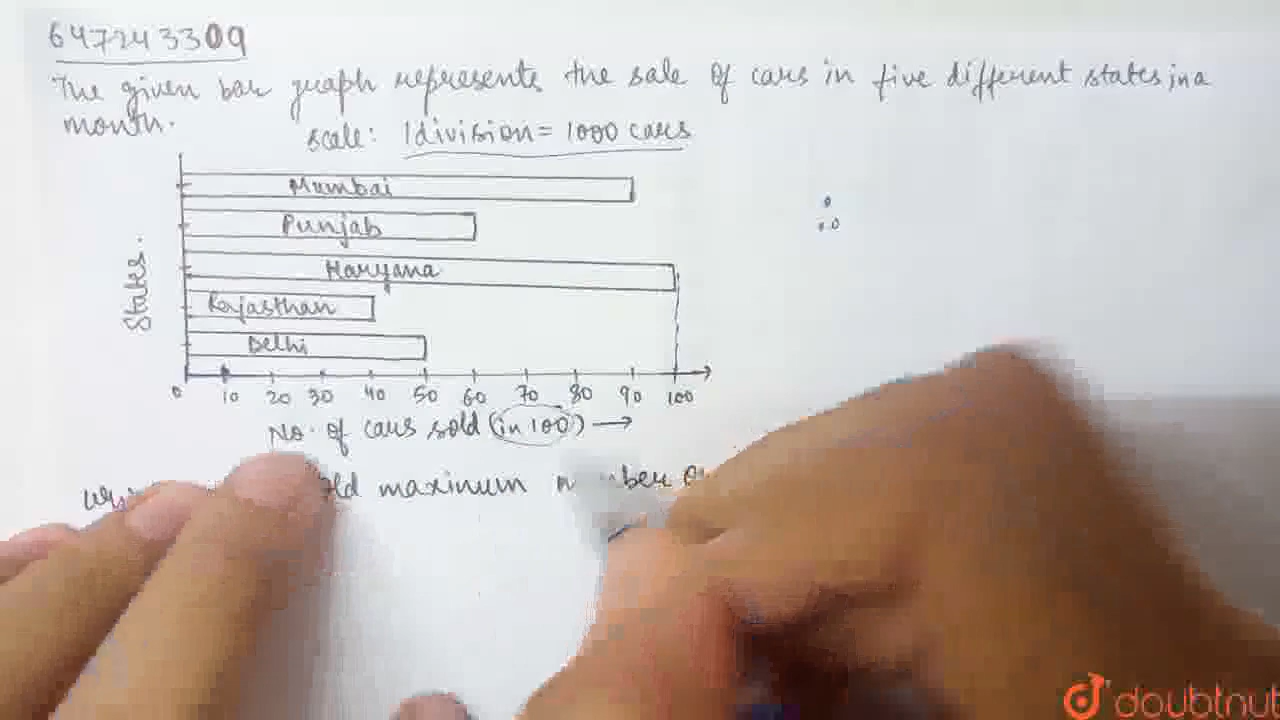 647243309
The given bar graph represents the sale of cars in five different states in a
month.
scale: 1 division = 1000 cars
Mumbai
Punjab
Haryana
Rajasthan
Delhi
States.
0 10 20 30 40 50 60 70 80 90 100
No. of cars sold (in 100) →
maximum
doubtnut